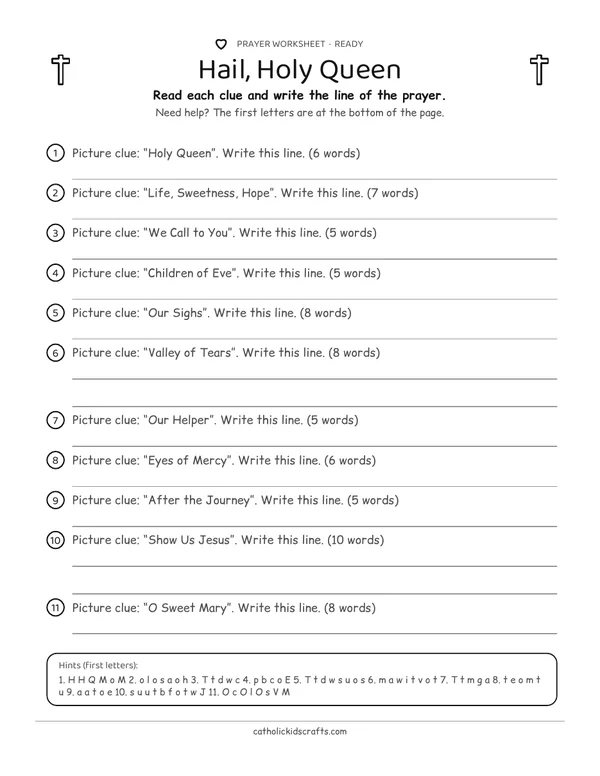 PRAYER WORKSHEET · READY
Hail, Holy Queen
Read each clue and write the line of the prayer.
Need help? The first letters are at the bottom of the page.
1 Picture clue: "Holy Queen". Write this line. (6 words)
2 Picture clue: "Life, Sweetness, Hope". Write this line. (7 words)
3 Picture clue: "We Call to You". Write this line. (5 words)
4 Picture clue: "Children of Eve". Write this line. (5 words)
5 Picture clue: "Our Sighs". Write this line. (8 words)
6 Picture clue: "Valley of Tears". Write this line. (8 words)
7 Picture clue: "Our Helper". Write this line. (5 words)
8 Picture clue: "Eyes of Mercy". Write this line. (6 words)
9 Picture clue: "After the Journey". Write this line. (5 words)
10 Picture clue: "Show Us Jesus". Write this line. (10 words)
11 Picture clue: "O Sweet Mary". Write this line. (8 words)
Hints (first letters):
1. H H Q M o M 2. o l o s a o h 3. T t d w c 4. p b c o E 5. T t d w s u o s 6. m a w i t v o t 7. T t m g a 8. t e o m t
u 9. a a t o e 10. s u u t b f o t w J 11. O c O l O s V M
catholickidscrafts.com